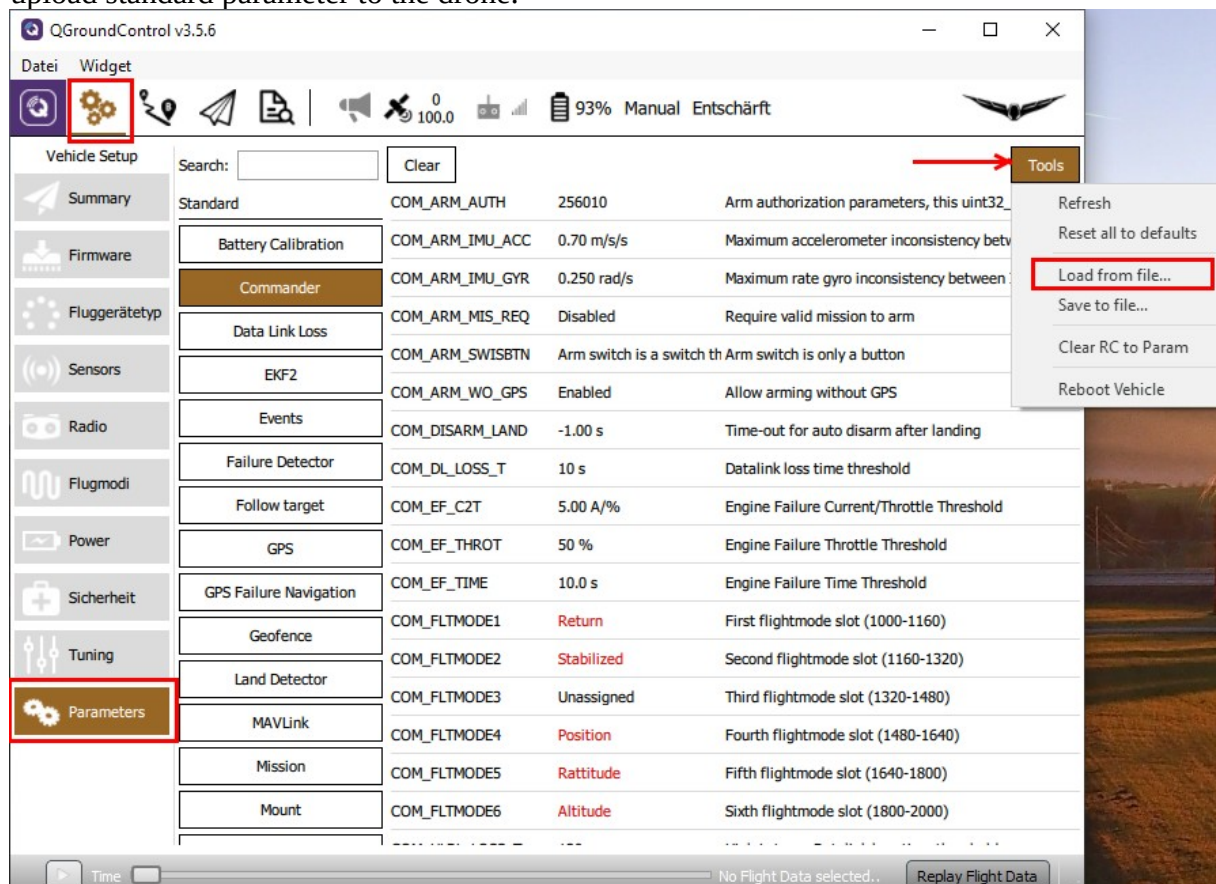 upload standard parameter to the drone.
QGroundControl v3.5.6
Datei Widget
0
100.0
93% Manual Entschärft
Vehicle Setup
Search:
Clear
Tools
Summary
Firmware
Fluggerätetyp
Sensors
Radio
Flugmodi
Power
Sicherheit
Tuning
Parameters
Standard
Battery Calibration
Commander
Data Link Loss
EKF2
Events
Failure Detector
Follow target
GPS
GPS Failure Navigation
Geofence
Land Detector
MAVLink
Mission
Mount
COM_ARM_AUTH 256010 Arm authorization parameters, this uint32_
COM_ARM_IMU_ACC 0.70 m/s/s Maximum accelerometer inconsistency betw
COM_ARM_IMU_GYR 0.250 rad/s Maximum rate gyro inconsistency between
COM_ARM_MIS_REQ Disabled Require valid mission to arm
COM_ARM_SWISBTN Arm switch is a switch th Arm switch is only a button
COM_ARM_WO_GPS Enabled Allow arming without GPS
COM_DISARM_LAND -1.00 s Time-out for auto disarm after landing
COM_DL_LOSS_T 10 s Datalink loss time threshold
COM_EF_C2T 5.00 A/% Engine Failure Current/Throttle Threshold
COM_EF_THROT 50 % Engine Failure Throttle Threshold
COM_EF_TIME 10.0 s Engine Failure Time Threshold
COM_FLTMODE1 Return First flightmode slot (1000-1160)
COM_FLTMODE2 Stabilized Second flightmode slot (1160-1320)
COM_FLTMODE3 Unassigned Third flightmode slot (1320-1480)
COM_FLTMODE4 Position Fourth flightmode slot (1480-1640)
COM_FLTMODE5 Rattitude Fifth flightmode slot (1640-1800)
COM_FLTMODE6 Altitude Sixth flightmode slot (1800-2000)
Refresh
Reset all to defaults
Load from file...
Save to file...
Clear RC to Param
Reboot Vehicle
Time
No Flight Data selected..
Replay Flight Data